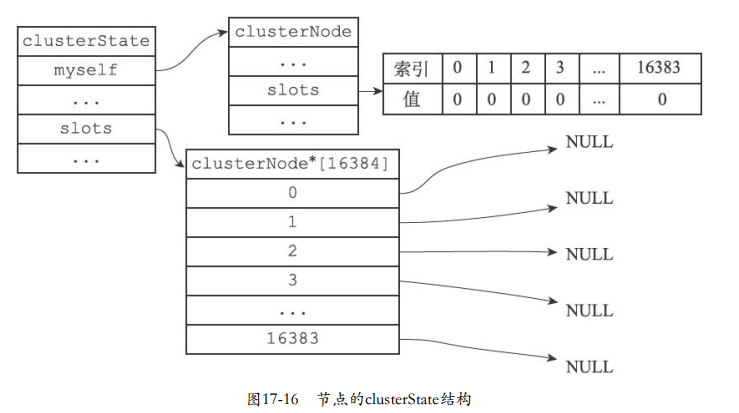 clusterState
myself
...
slots
...
clusterNode
...
slots
...
索引 0 1 2 3 ... 16383
值 0 0 0 0 ... 0
clusterNode*[16384]
0
1
2
3
...
16383
NULL
NULL
NULL
NULL
NULL
图17-16 节点的clusterState结构